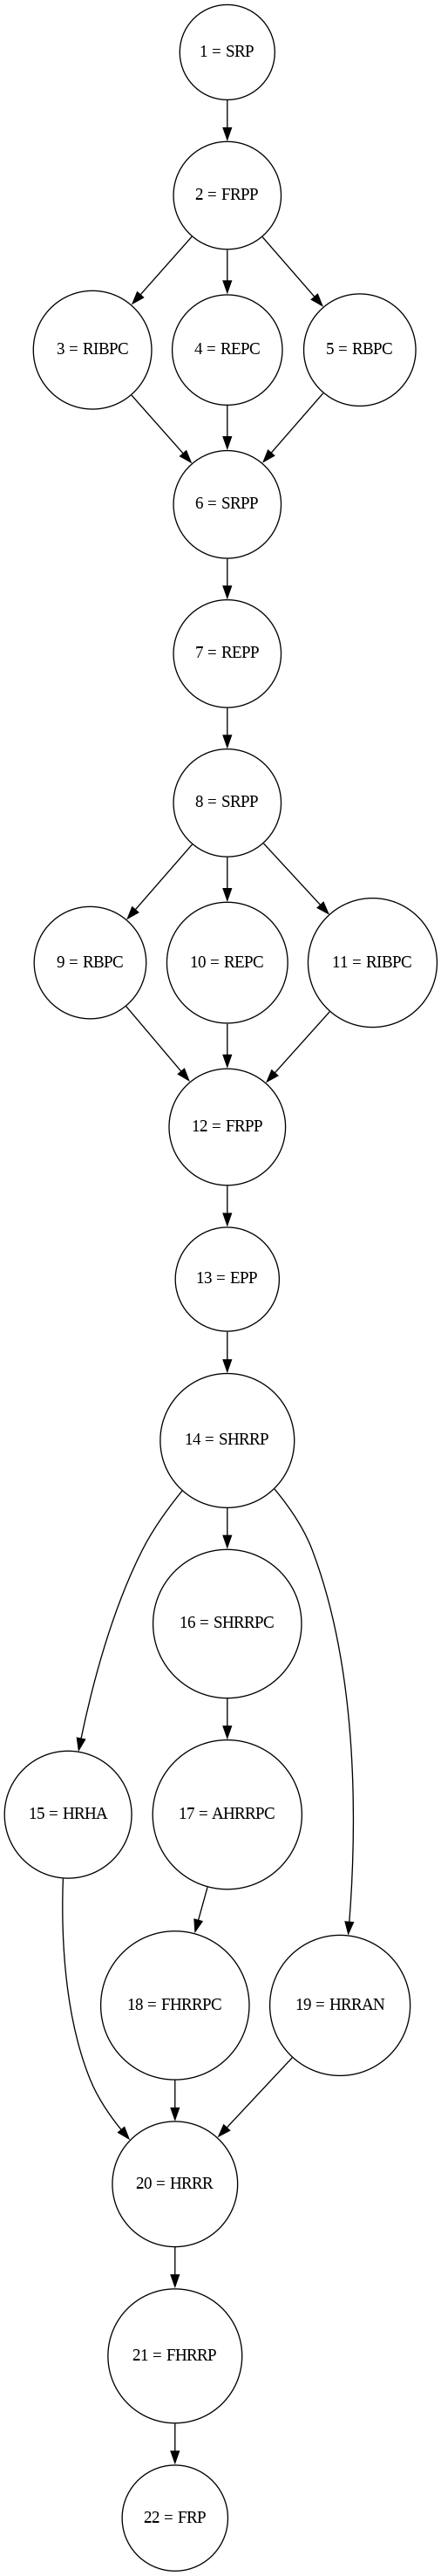 1 = SRP
2 = FRPP
3 = RIBPC
4 = REPC
5 = RBPC
6 = SRPP
7 = REPP
8 = SRPP
9 = RBPC
10 = REPC
11 = RIBPC
12 = FRPP
13 = EPP
14 = SHRRP
16 = SHRRPC
15 = HRHA
17 = AHRRPC
18 = FHRRPC
19 = HRRAN
20 = HRRR
21 = FHRRP
22 = FRP